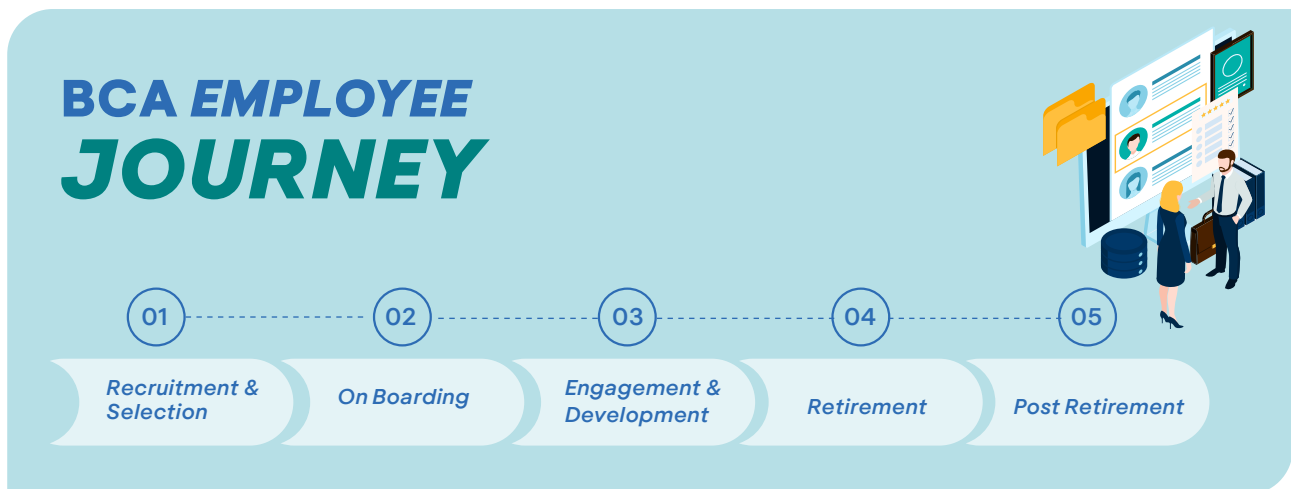 BCA EMPLOYEE
JOURNEY
01
02
03
04
05
Recruitment &
Selection
On Boarding
Engagement &
Development
Retirement
Post Retirement